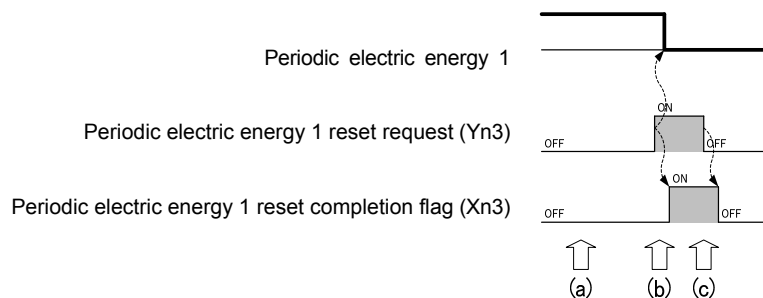 Periodic electric energy 1
ON
Periodic electric energy 1 reset request (Yn3)
OFF
OFF
ON
Periodic electric energy 1 reset completion flag (Xn3)
OFF
OFF
(a) (b) (c)